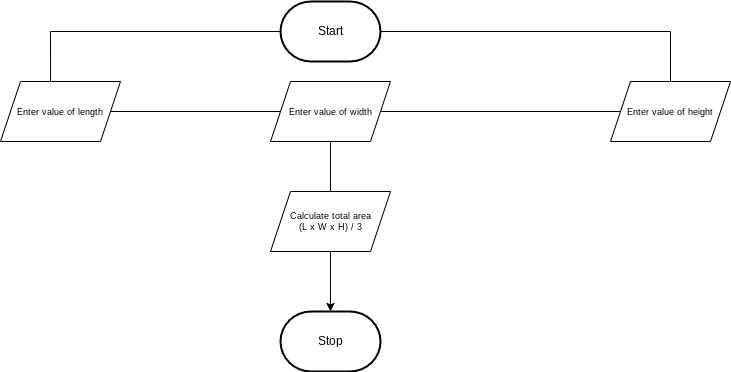 Start
Enter value of length
Enter value of width
Enter value of height
Calculate total area
(L x W x H) / 3
Stop